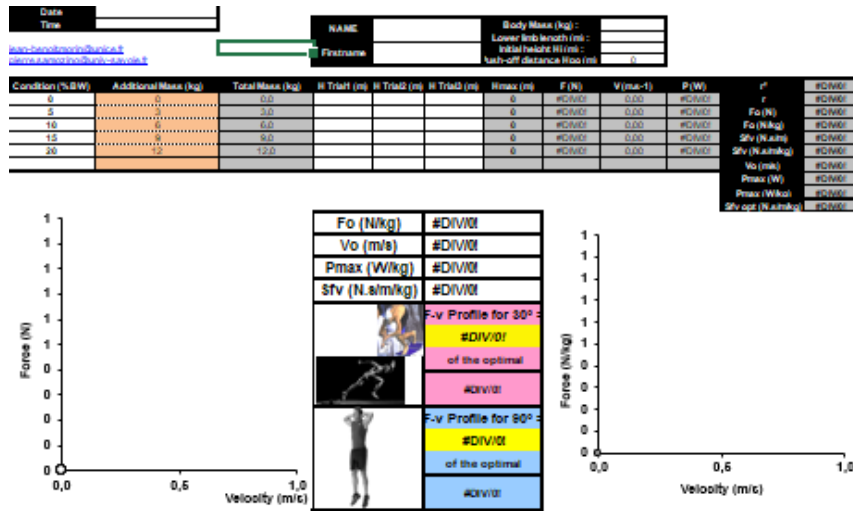 Date
Time
NAME
Firstname
Body Mass (kg) :
Lower limb length (m) :
Initial height Hi (m) :
Push-off distance Hpo (m) 0
jean-benoit.morin@unice.fr
pierre.samozino@univ-savoie.fr
Condition (%BW) Additional Mass (kg) Total Mass (kg) H Trial1 (m) H Trial2 (m) H Trial3 (m) Hmax (m) F (N) V (m.s-1) P (W) r² #DIV/0!
0 0 0,0 0 #DIV/0! 0,00 #DIV/0! r #DIV/0!
5 3 3,0 0 #DIV/0! 0,00 #DIV/0! Fo (N) #DIV/0!
10 6 6,0 0 #DIV/0! 0,00 #DIV/0! Fo (N/kg) #DIV/0!
15 9 9,0 0 #DIV/0! 0,00 #DIV/0! Sfv (N.s/m) #DIV/0!
20 12 12,0 0 #DIV/0! 0,00 #DIV/0! Sfv (N.s/m/kg) #DIV/0!
Vo (m/s) #DIV/0!
Pmax (W) #DIV/0!
Pmax (W/kg) #DIV/0!
Sfv opt (N.s/m/kg) #DIV/0!
Force (N)
1
1
1
1
1
1
0
0
0
0
0
0,0 0,5 1,0
Velocity (m/s)
Fo (N/kg) #DIV/0!
Vo (m/s) #DIV/0!
Pmax (W/kg) #DIV/0!
Sfv (N.s/m/kg) #DIV/0!
F-v Profile for 30° =
#DIV/0!
of the optimal
#DIV/0!
F-v Profile for 90° =
#DIV/0!
of the optimal
#DIV/0!
Force (N/kg)
1
1
1
1
1
1
0
0
0
0
0
0,0 0,5 1,0
Velocity (m/s)